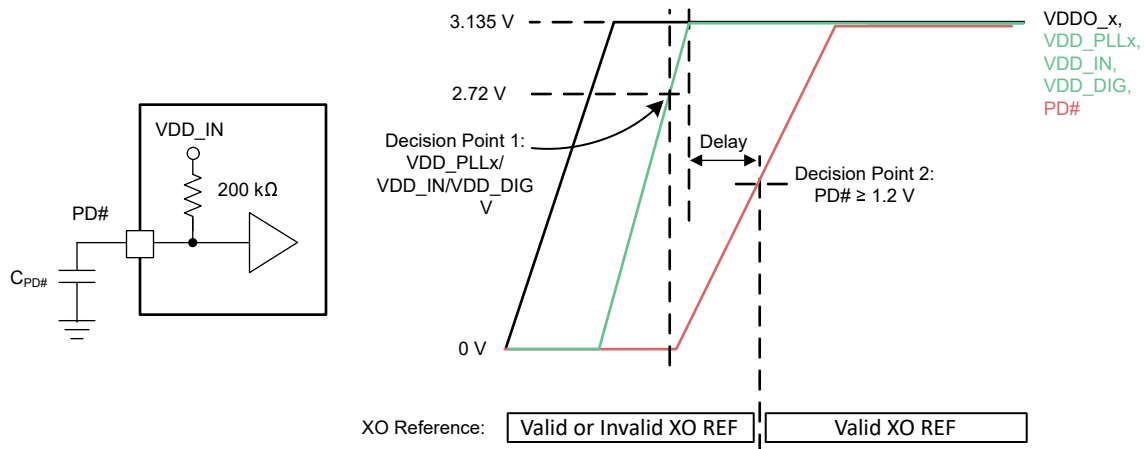 VDD_IN
200 kΩ
PD#
CPD#
3.135 V
2.72 V
0 V
Decision Point 1:
VDD_PLLx/
VDD_IN/VDD_DIG
V
Delay
Decision Point 2:
PD# ≥ 1.2 V
VDDO_x,
VDD_PLLx,
VDD_IN,
VDD_DIG,
PD#
XO Reference:
Valid or Invalid XO REF
Valid XO REF